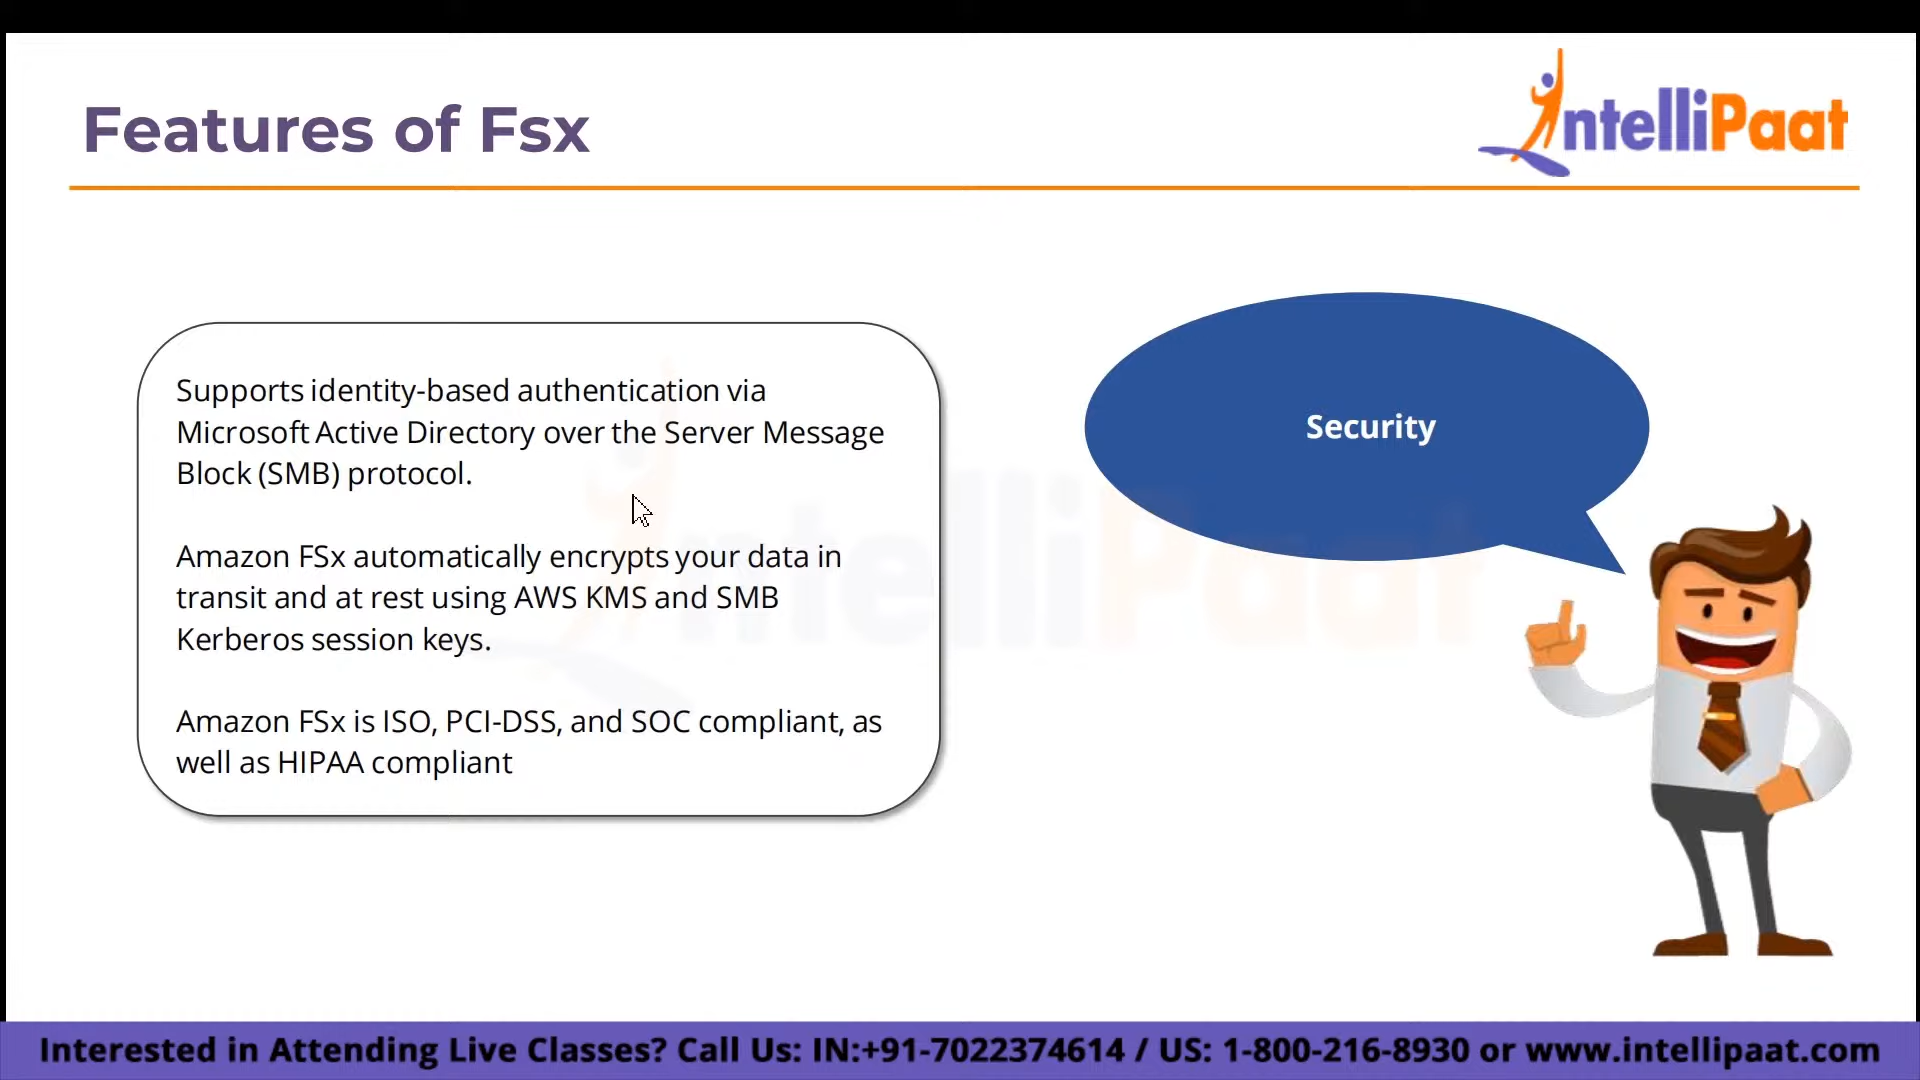 Features of Fsx
IntelliPaat
Supports identity-based authentication via
Microsoft Active Directory over the Server Message
Block (SMB) protocol.
Amazon FSx automatically encrypts your data in
transit and at rest using AWS KMS and SMB
Kerberos session keys.
Amazon FSx is ISO, PCI-DSS, and SOC compliant, as
well as HIPAA compliant
Security
IntelliPaat
Interested in Attending Live Classes? Call Us: IN:+91-7022374614 / US: 1-800-216-8930 or www.intellipaat.com